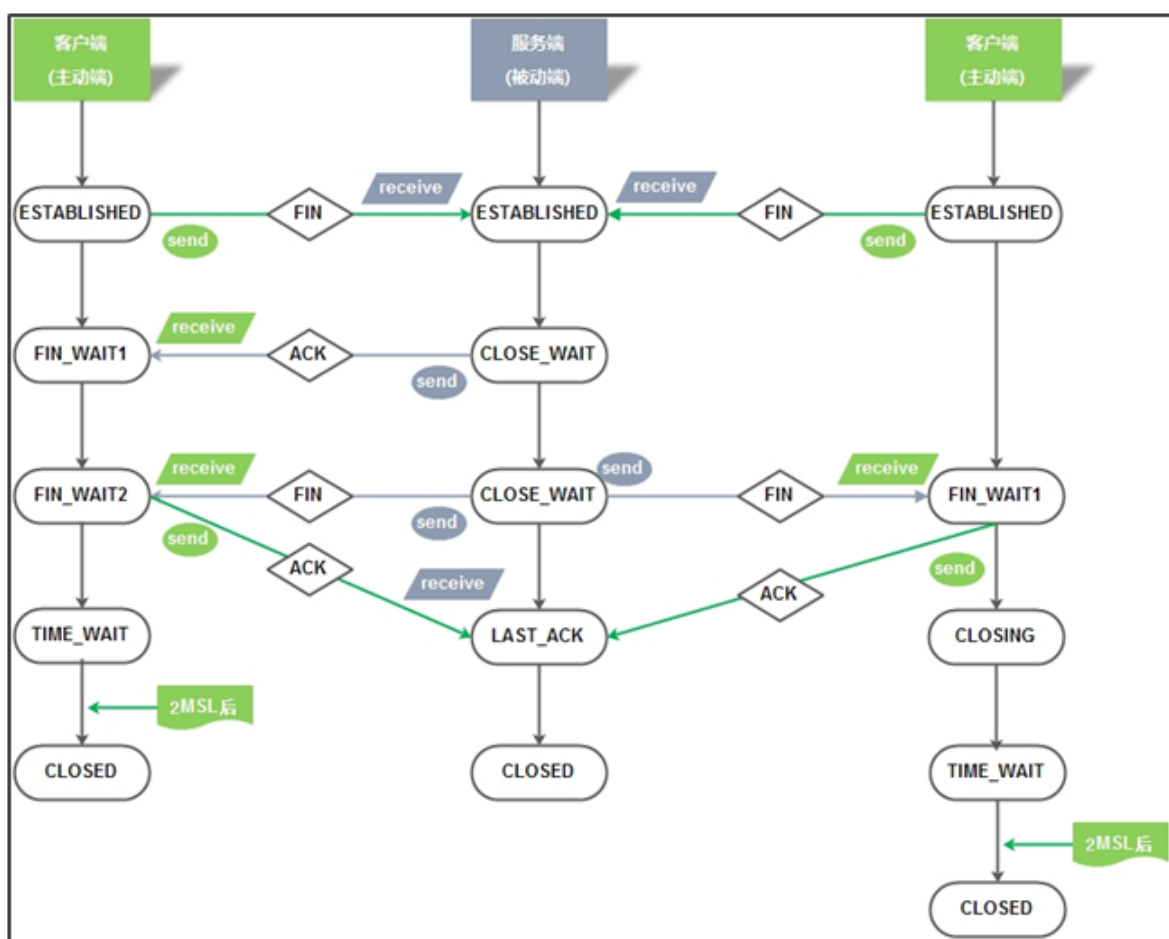 客户端
(主动端)
服务端
(被动端)
客户端
(主动端)
receive
receive
ESTABLISHED
FIN
ESTABLISHED
FIN
ESTABLISHED
send
send
receive
FIN_WAIT1
ACK
CLOSE_WAIT
send
receive
send
receive
FIN_WAIT2
FIN
CLOSE_WAIT
FIN
FIN_WAIT1
send
send
ACK
receive
send
ACK
TIME_WAIT
LAST_ACK
CLOSING
2MSL后
CLOSED
CLOSED
TIME_WAIT
2MSL后
CLOSED